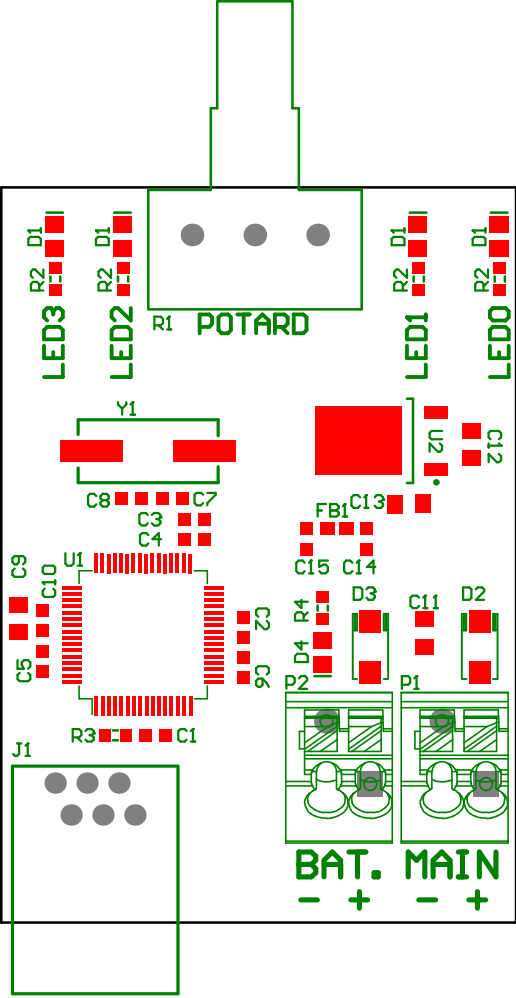 D1
D1
D1
D1
R2
R2
R2
R2
R1
POTARD
LED3
LED2
LED1
LED0
Y1
U2
C12
C8
C7
C13
FB1
C3
C4
U1
C9
C10
C15
C14
D3
D2
C2
R4
C11
C5
C6
D4
P2
P1
R3
C1
J1
BAT. MAIN
- + - +